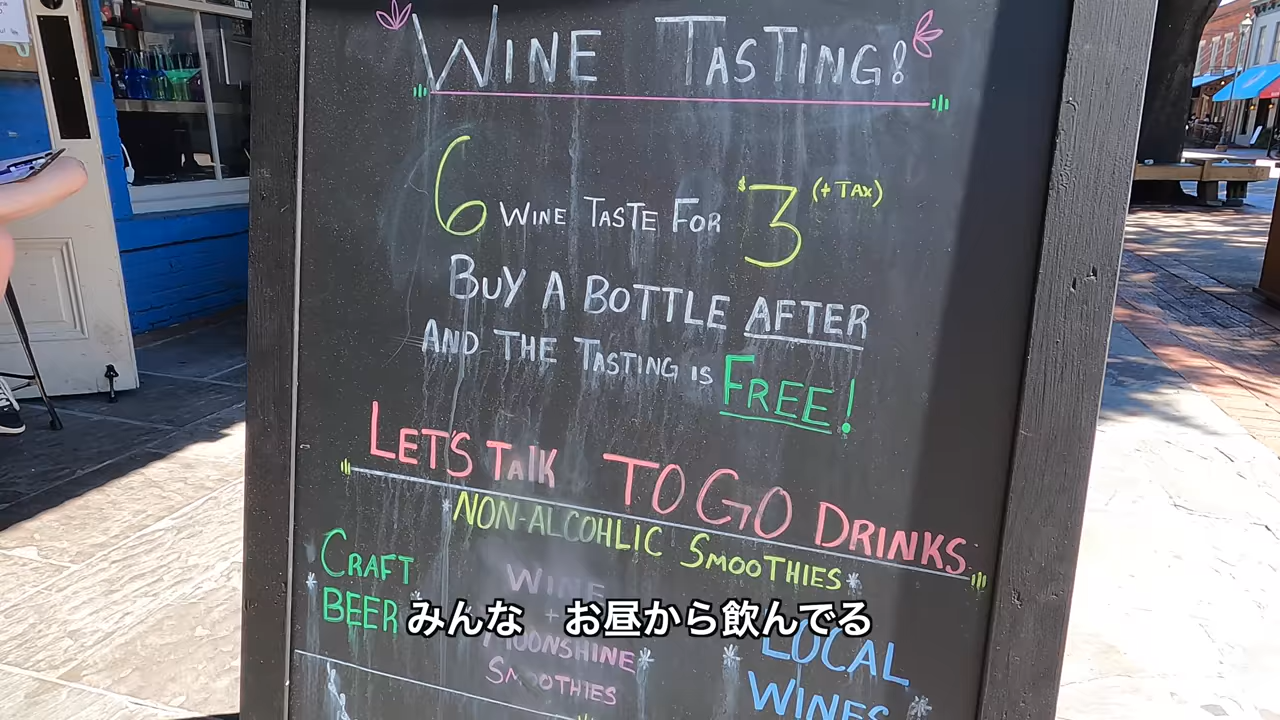 WINE TASTING!
6 WINE TASTE FOR $3 (+ TAX)
BUY A BOTTLE AFTER
AND THE TASTING IS FREE!
LET'S TALK TO GO DRINKS
*NON-ALCOHLIC SMOOTHIES*
CRAFT
*BEER*
WINE
+
MOONSHINE*
SMOOTHIES
*LOCAL
WINES*
みんな お昼から飲んでる